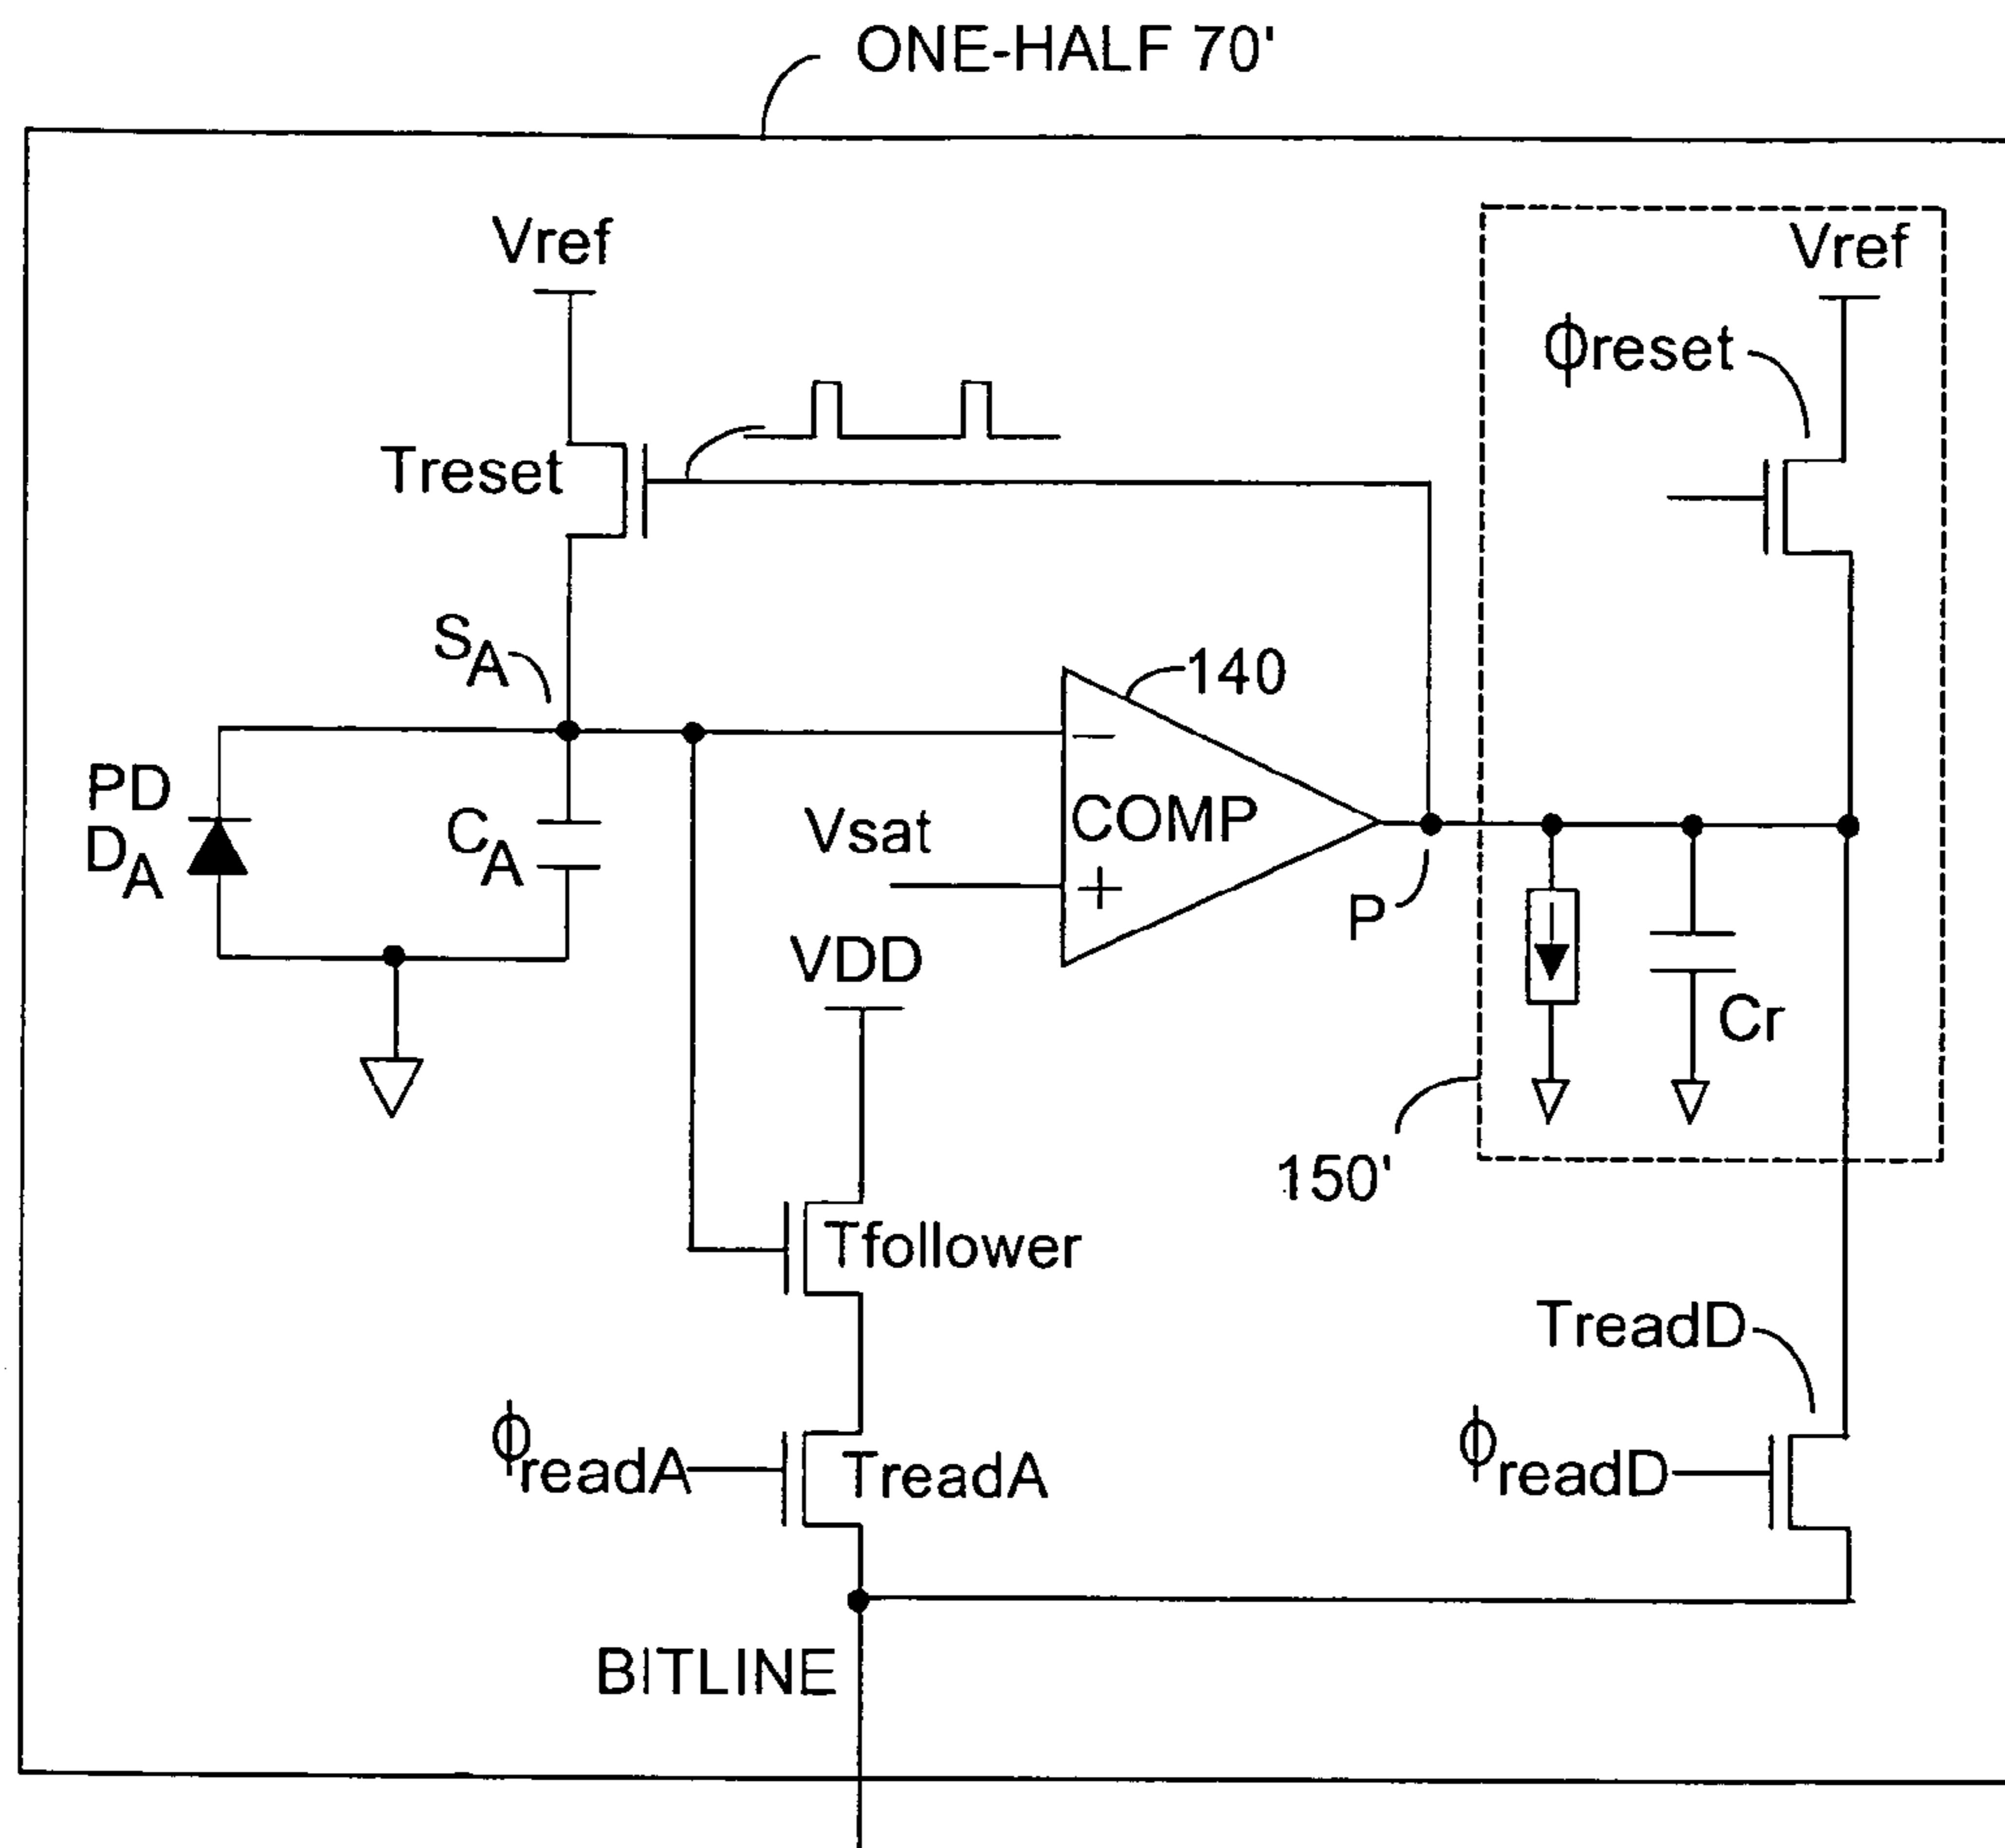 ONE-HALF 70'
Vref
Vref
ϕreset
Treset
SA
140
PD
DA
CA
Vsat
-
COMP
+
P
VDD
Cr
150'
Tfollower
TreadD
ϕreadA
TreadA
ϕreadD
BITLINE